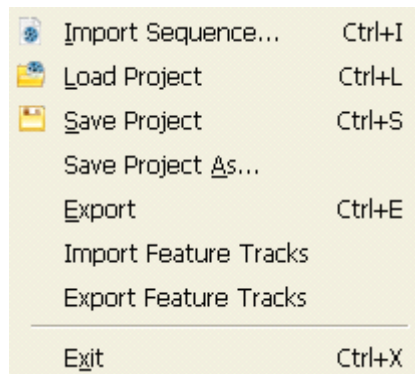 Import Sequence... Ctrl+I
Load Project Ctrl+L
Save Project Ctrl+S
Save Project As...
Export Ctrl+E
Import Feature Tracks
Export Feature Tracks
Exit Ctrl+X